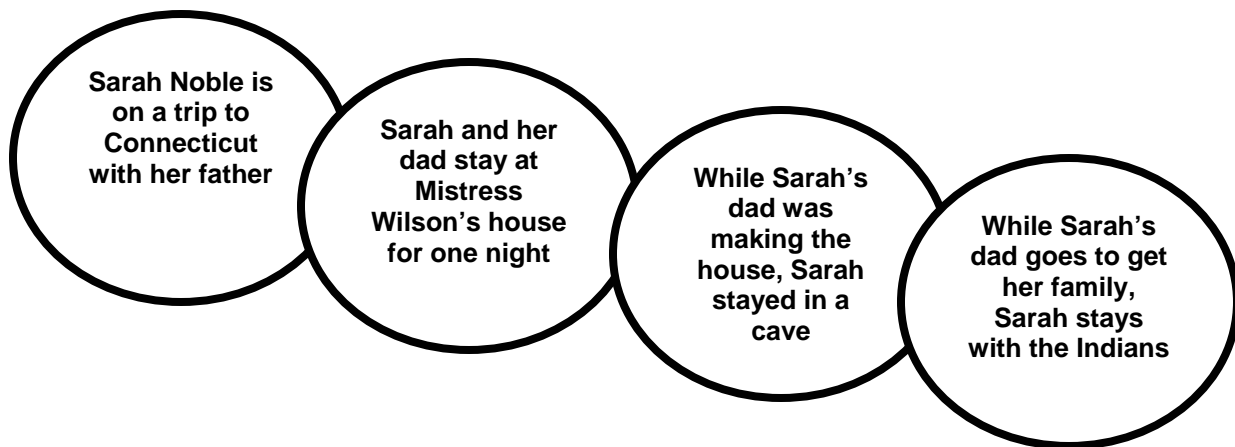 Sarah Noble is
on a trip to
Connecticut
with her father
Sarah and her
dad stay at
Mistress
Wilson’s house
for one night
While Sarah’s
dad was
making the
house, Sarah
stayed in a
cave
While Sarah’s
dad goes to get
her family,
Sarah stays
with the Indians